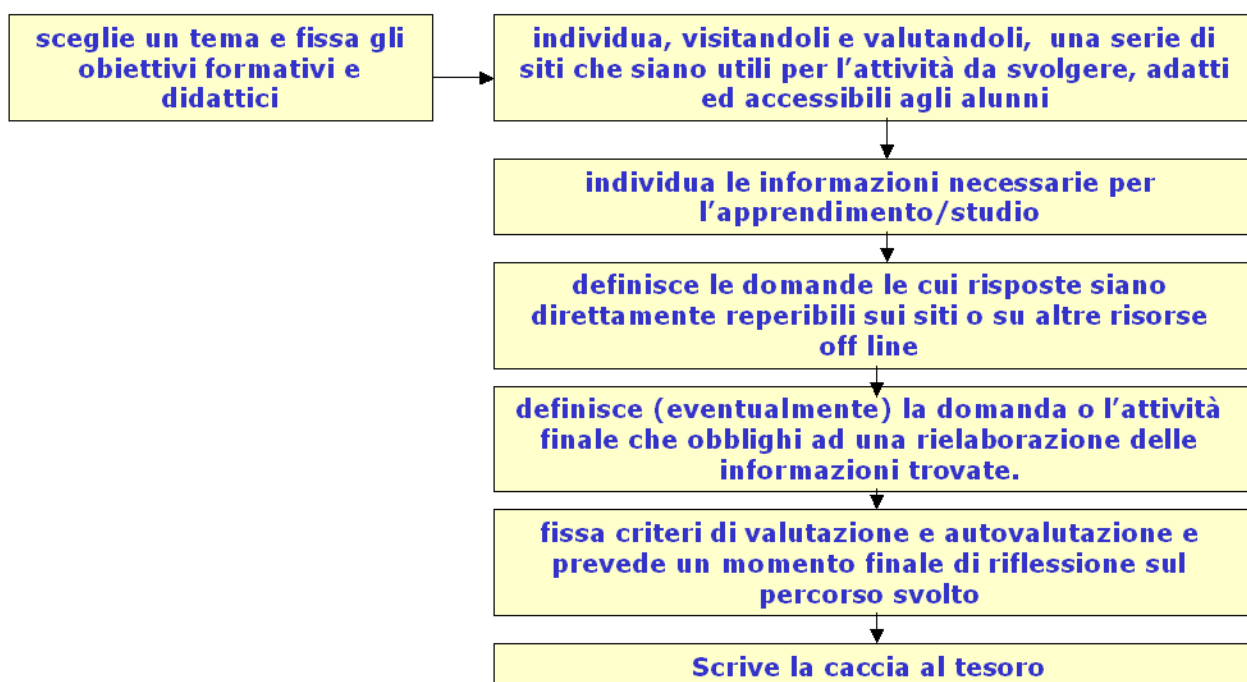 sceglie un tema e fissa gli
obiettivi formativi e
didattici
individua, visitandoli e valutandoli,  una serie di
siti che siano utili per l’attività da svolgere, adatti
ed accessibili agli alunni
individua le informazioni necessarie per
l’apprendimento/studio
definisce le domande le cui risposte siano
direttamente reperibili sui siti o su altre risorse
off line
definisce (eventualmente) la domanda o l’attività
finale che obblighi ad una rielaborazione delle
informazioni trovate.
fissa criteri di valutazione e autovalutazione e
prevede un momento finale di riflessione sul
percorso svolto
Scrive la caccia al tesoro